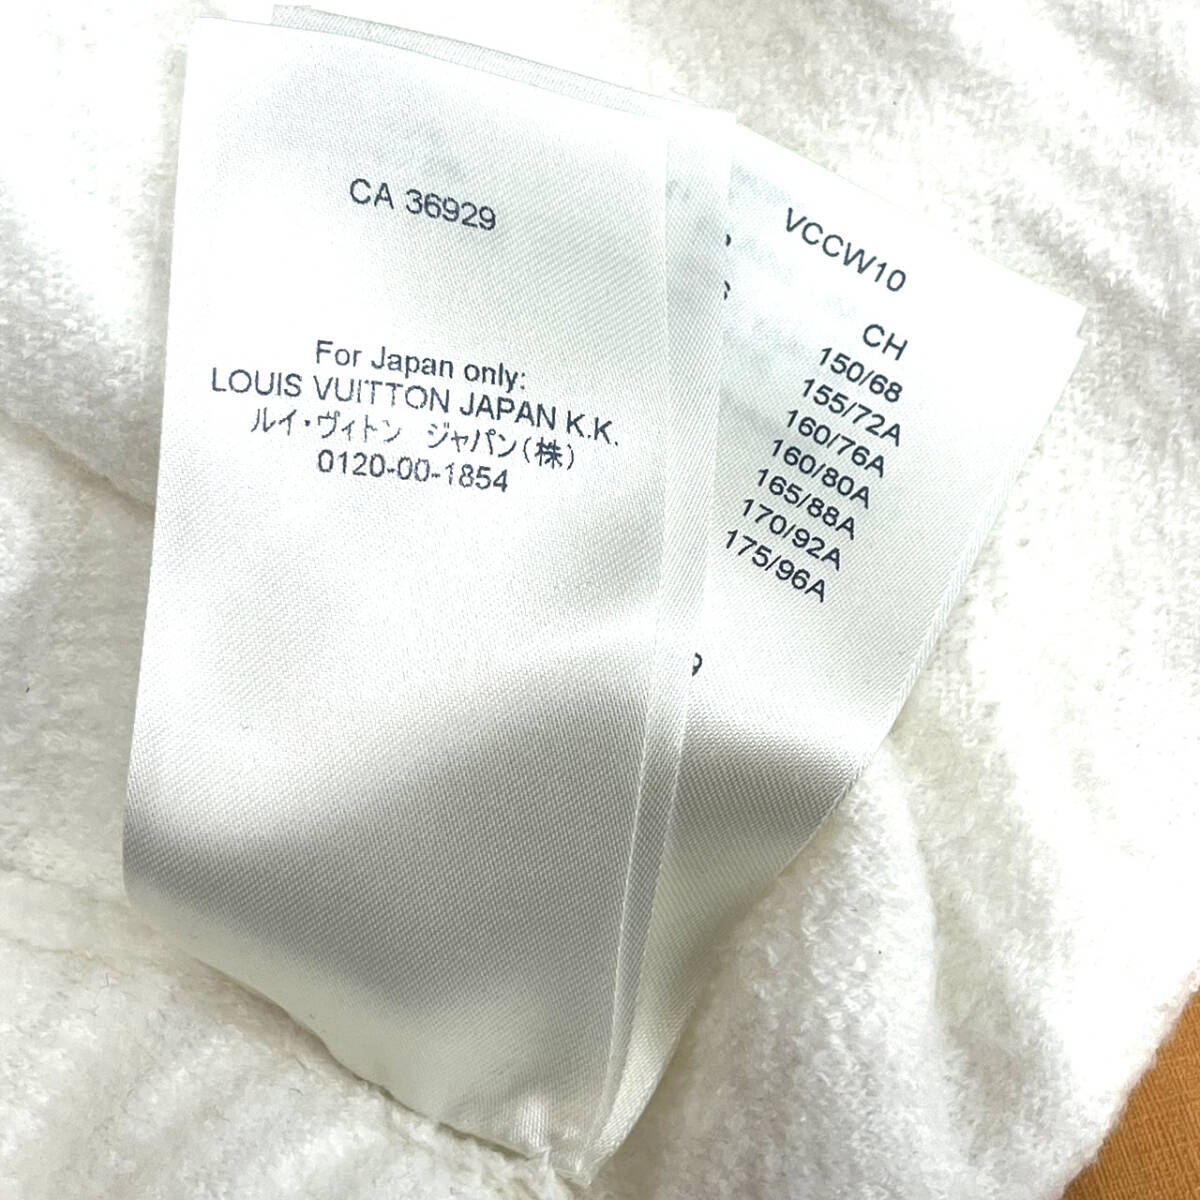 CA 36929
For Japan only:
LOUIS VUITTON JAPAN K.K.
ルイ・ヴィトン ジャパン(株)
0120-00-1854
VCCW10
CH
150/68
155/72A
160/76A
160/80A
165/88A
170/92A
175/96A